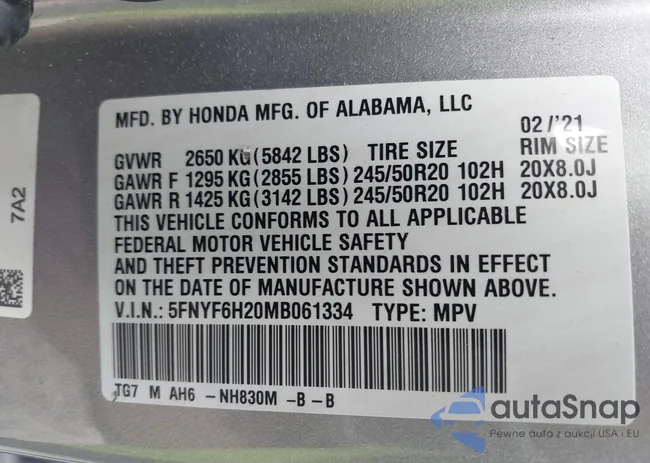 MFD. BY HONDA MFG. OF ALABAMA, LLC
02/'21
GVWR 2650 KG(5842 LBS) TIRE SIZE RIM SIZE
GAWR F 1295 KG(2855 LBS) 245/50R20 102H 20X8.0J
GAWR R 1425 KG(3142 LBS) 245/50R20 102H 20X8.0J
THIS VEHICLE CONFORMS TO ALL APPLICABLE
FEDERAL MOTOR VEHICLE SAFETY
AND THEFT PREVENTION STANDARDS IN EFFECT
ON THE DATE OF MANUFACTURE SHOWN ABOVE.
V.I.N.: 5FNYF6H20MB061334 TYPE: MPV
TG7 M AH6 - NH830M - B - B
7A2
autaSnap
Pewne auta z aukcji USA i EU